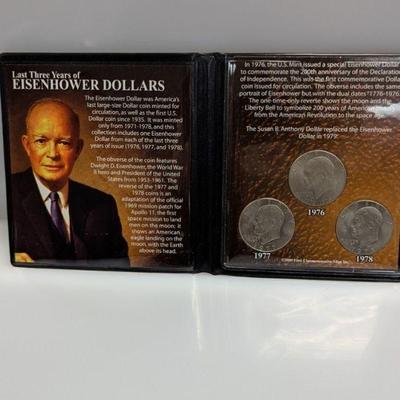 Last Three Years of
EISENHOWER DOLLARS
The Eisenhower Dollar was America's
last large-size Dollar coin minted for
circulation, as well as the first U.S.
Dollar coin since 1935. It was minted
only from 1971-1978, and this
collection includes one Eisenhower
Dollar from each of the last three
years of issue (1976, 1977, and 1978).
The obverse of the coin features
Dwight D. Eisenhower, the World War
II hero and President of the United
States from 1953-1961. The
reverse of the 1977 and
1978 coins is an
adaptation of the official
1969 mission patch for
Apollo 11, the first
space mission to land
men on the moon; it
shows an American
eagle landing on the
moon, with the Earth
above its head.
In 1976, the U.S. Mint issued a special Eisenhower Dollar
to commemorate the 200th anniversary of the Declaration
of Independence. This was the first commemorative Dollar
coin issued for circulation. The obverse includes the same
portrait of Eisenhower but with the dual dates "1776-1976."
The one-time-only reverse shows the moon and the
Liberty Bell to symbolize 200 years of American
from the American Revolution to the space age.
The Susan B. Anthony Dollar replaced the Eisenhower
Dollar in 1979.
1976
1977
1978